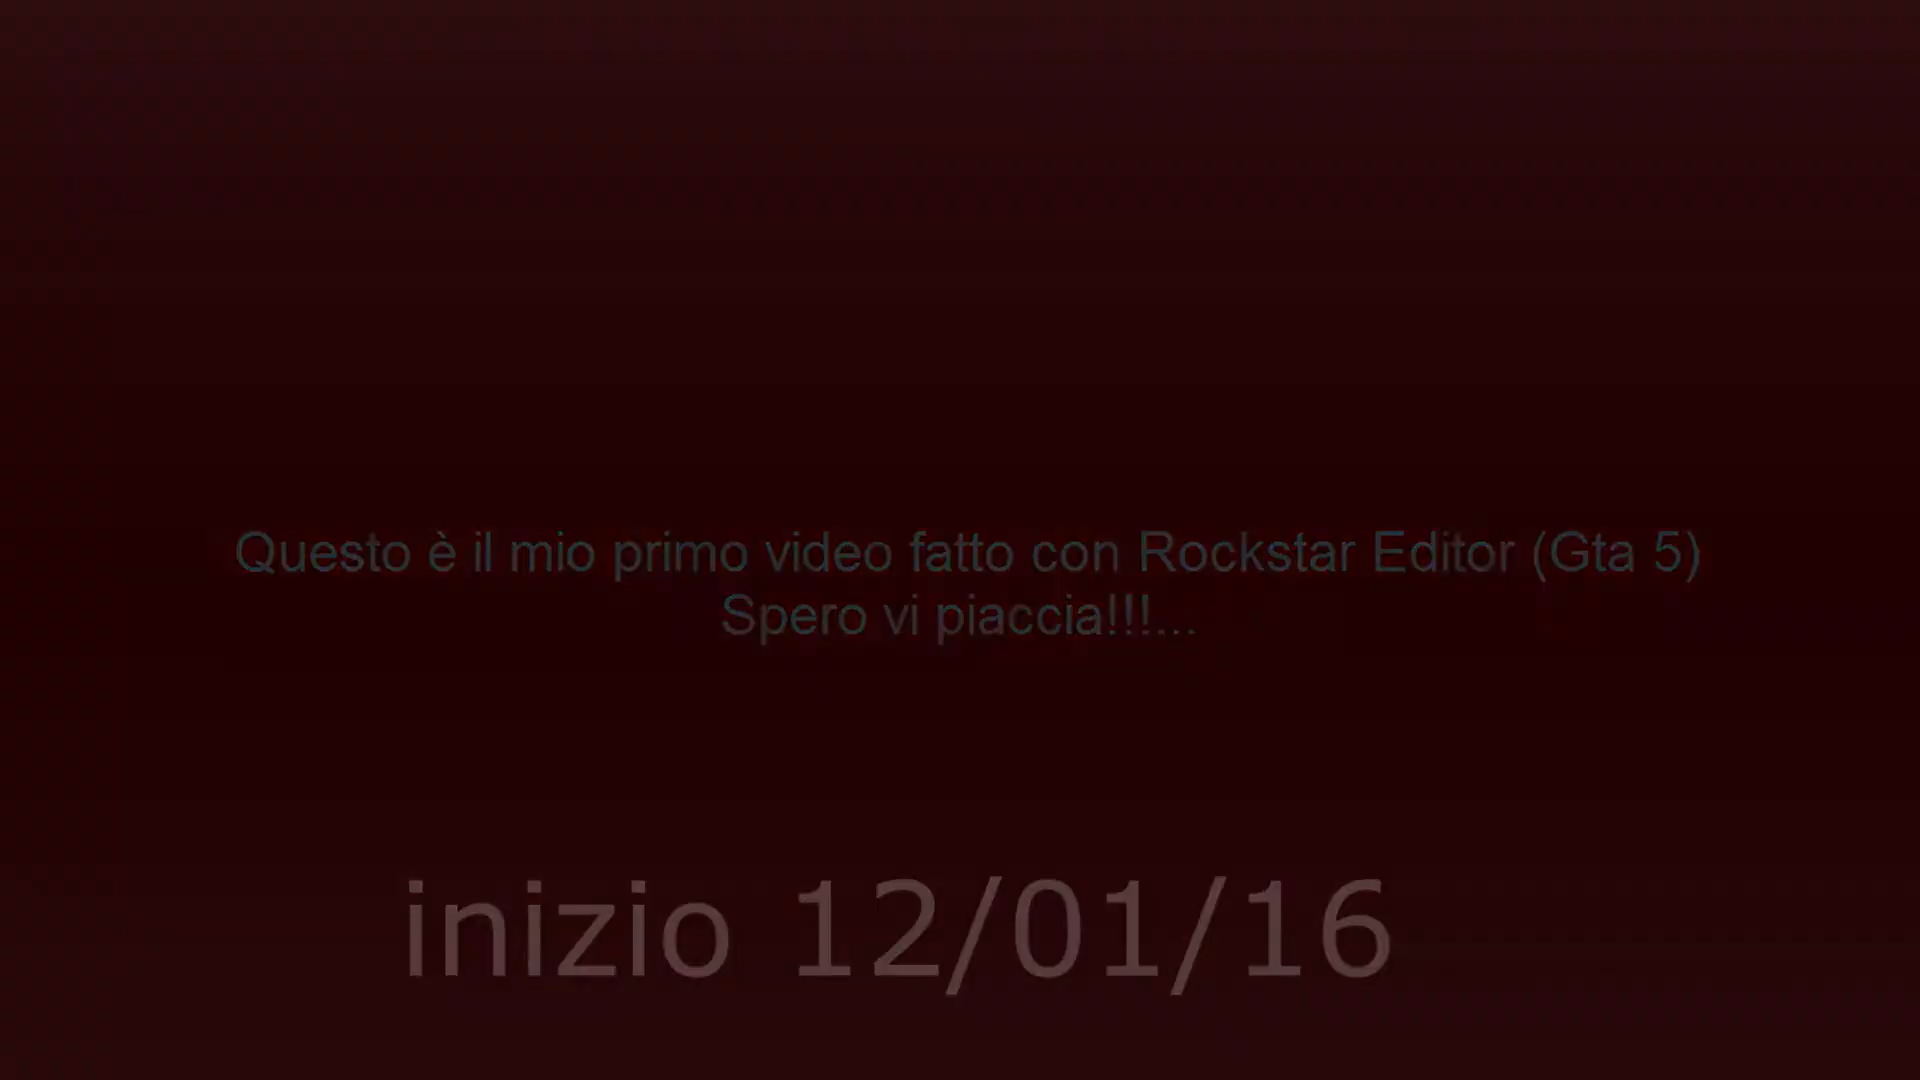 Questo è il mio primo video fatto con Rockstar Editor (Gta 5)
Spero vi piaccia!!!...
inizio 12/01/16